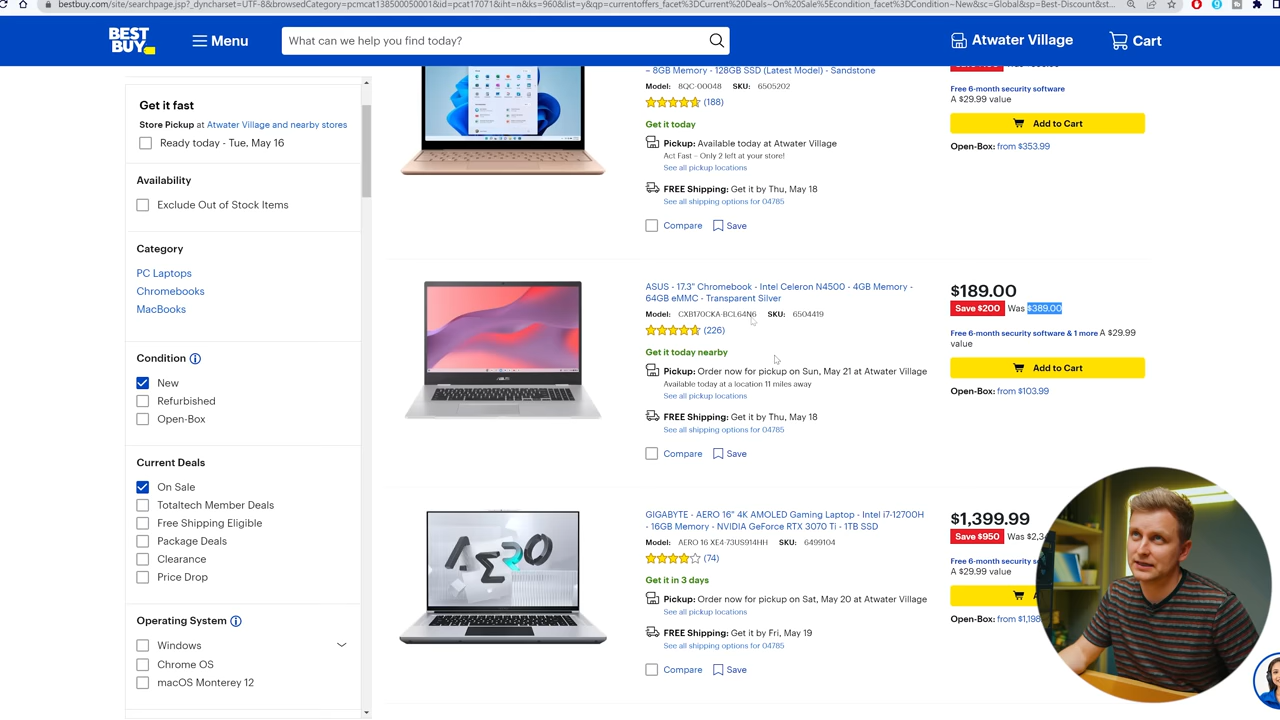 bestbuy.com/site/searchpage.jsp?_dyncharset=UTF-8&browsedCategory=pcmcat138500050001&id=pcat17071&iht=n&ks=960&list=y&qp=currentoffers_facet%3DCurrent%20Deals~On%20Sale%5Econdition_facet%3DCondition~New&sc=Global&sp=Best-Discount&st...
BEST BUY
Menu
What can we help you find today?
Atwater Village
Cart
Get it fast
Store Pickup at Atwater Village and nearby stores
Ready today - Tue, May 16
Availability
Exclude Out of Stock Items
Category
PC Laptops
Chromebooks
MacBooks
Condition
New
Refurbished
Open-Box
Current Deals
On Sale
Totaltech Member Deals
Free Shipping Eligible
Package Deals
Clearance
Price Drop
Operating System
Windows
Chrome OS
macOS Monterey 12
– 8GB Memory - 128GB SSD (Latest Model) - Sandstone
Model: 8QC-00048 SKU: 6505202
(188)
Get it today
Pickup: Available today at Atwater Village
Act Fast – Only 2 left at your store!
See all pickup locations
FREE Shipping: Get it by Thu, May 18
See all shipping options for 04785
Compare Save
Free 6-month security software
A $29.99 value
Add to Cart
Open-Box: from $353.99
ASUS - 17.3" Chromebook - Intel Celeron N4500 - 4GB Memory -
64GB eMMC - Transparent Silver
Model: CXB170CKA-BCL64N6 SKU: 6504419
(226)
Get it today nearby
Pickup: Order now for pickup on Sun, May 21 at Atwater Village
Available today at a location 11 miles away
See all pickup locations
FREE Shipping: Get it by Thu, May 18
See all shipping options for 04785
Compare Save
$189.00
Save $200 Was $389.00
Free 6-month security software & 1 more A $29.99
value
Add to Cart
Open-Box: from $103.99
AERO
GIGABYTE - AERO 16" 4K AMOLED Gaming Laptop - Intel i7-12700H
- 16GB Memory - NVIDIA GeForce RTX 3070 Ti - 1TB SSD
Model: AERO 16 XE4-73US914HH SKU: 6499104
(74)
Get it in 3 days
Pickup: Order now for pickup on Sat, May 20 at Atwater Village
See all pickup locations
FREE Shipping: Get it by Fri, May 19
See all shipping options for 04785
Compare Save
$1,399.99
Save $950 Was
Free 6-month security
A $29.99 value
Open-Box: from